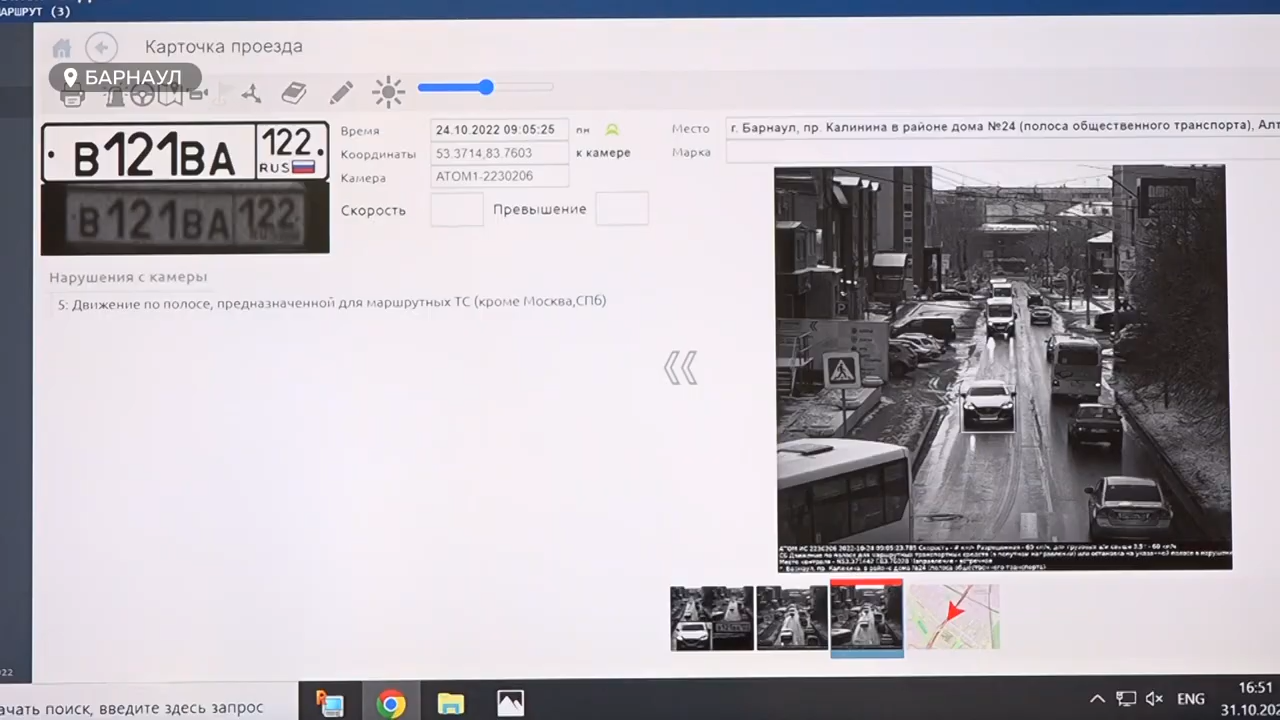 АРШРУТ (3)
Карточка проезда
БАРНАУЛ
В121ВА 122
RUS
В121ВА 122
Время 24.10.2022 09:05:25 пн
Место г. Барнаул, пр. Калинина в районе дома №24 (полоса общественного транспорта), Алт
Координаты 53.3714,83.7603 к камере
Марка
Камера ATOM1-2230206
Скорость Превышение
Нарушения с камеры
5: Движение по полосе, предназначенной для маршрутных ТС (кроме Москва,СПб)
022
ачать поиск, введите здесь запрос
ENG
16:51
31.10.202